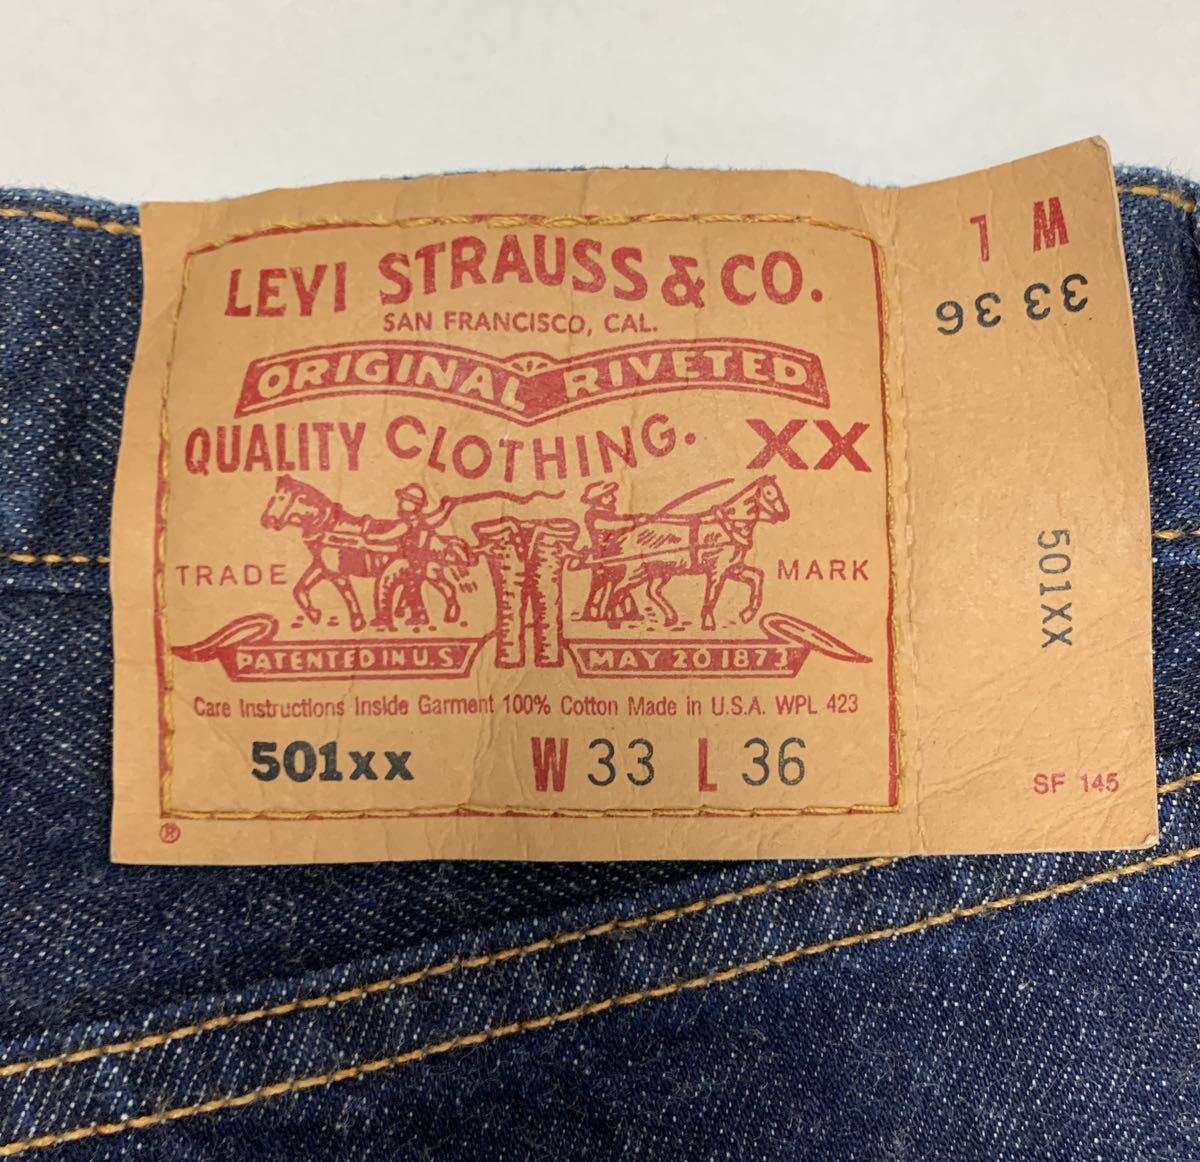 LEVI STRAUSS & CO.
SAN FRANCISCO, CAL.
ORIGINAL RIVETED
QUALITY CLOTHING. XX
TRADE MARK
PATENTED IN U.S. MAY 20 1873
Care Instructions Inside Garment 100% Cotton Made in U.S.A. WPL 423
501xx W 33 L 36
®
W L
33 36
501XX
SF 145